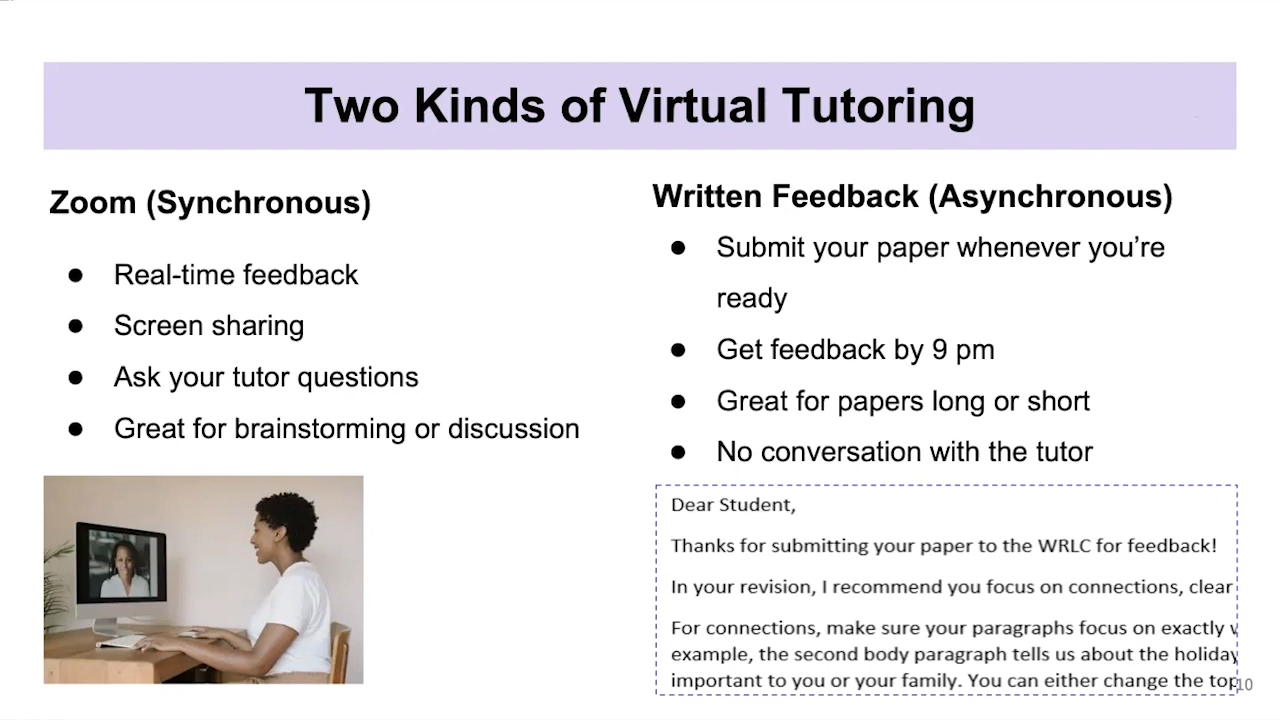 Two Kinds of Virtual Tutoring
Zoom (Synchronous)
● Real-time feedback
● Screen sharing
● Ask your tutor questions
● Great for brainstorming or discussion
Written Feedback (Asynchronous)
● Submit your paper whenever you're
ready
● Get feedback by 9 pm
● Great for papers long or short
● No conversation with the tutor
Dear Student,
Thanks for submitting your paper to the WRLC for feedback!
In your revision, I recommend you focus on connections, clear
For connections, make sure your paragraphs focus on exactly
example, the second body paragraph tells us about the holiday
important to you or your family. You can either change the
10